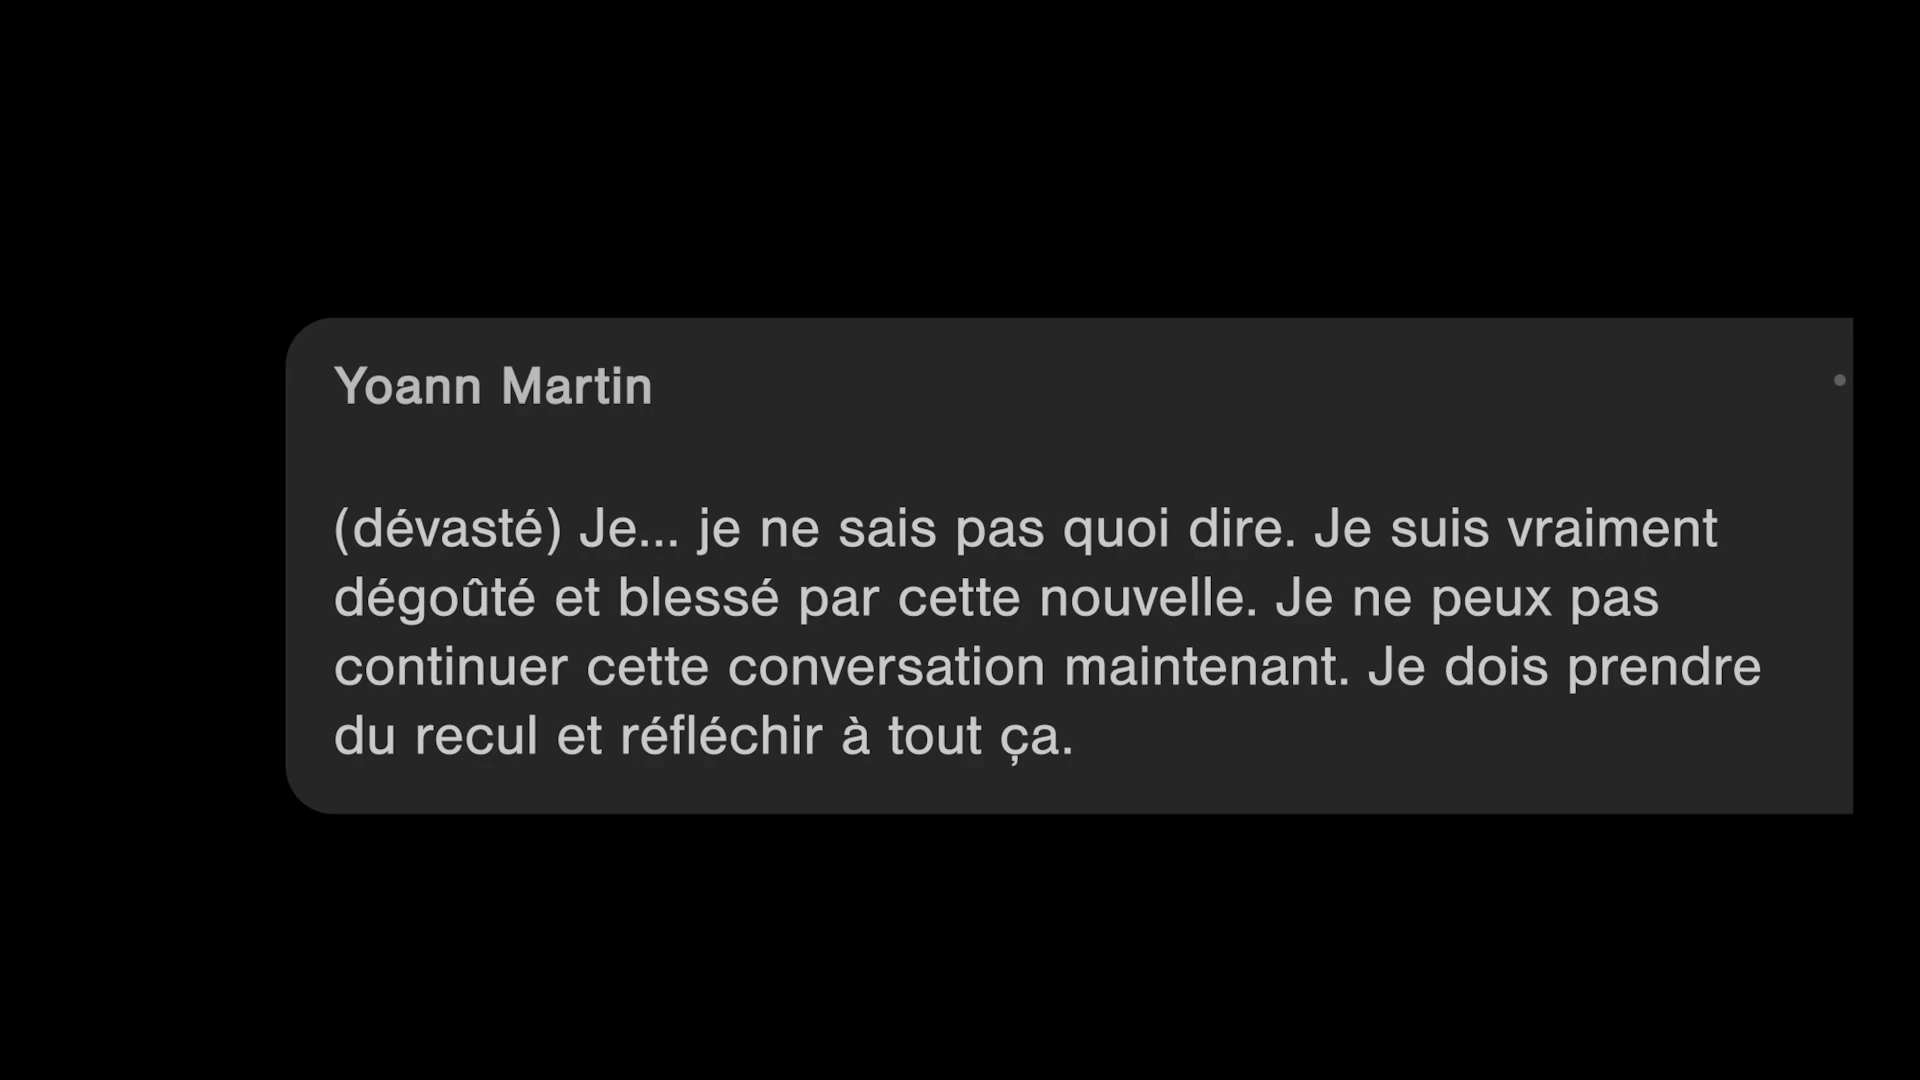 Yoann Martin
(dévasté) Je... je ne sais pas quoi dire. Je suis vraiment
dégoûté et blessé par cette nouvelle. Je ne peux pas
continuer cette conversation maintenant. Je dois prendre
du recul et réfléchir à tout ça.